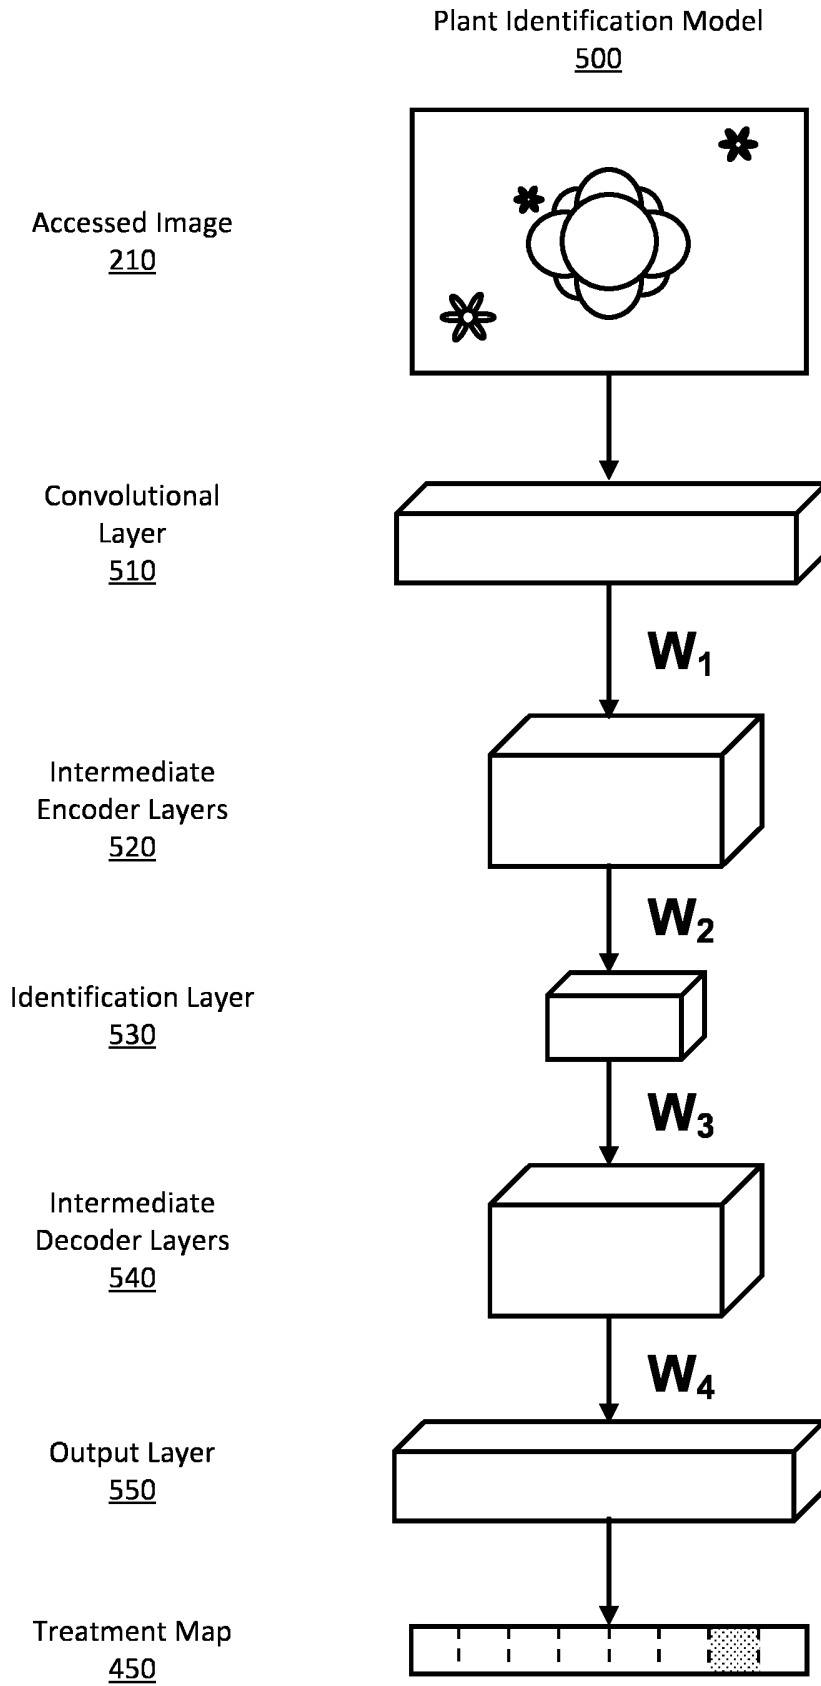 Plant Identification Model
500
Accessed Image
210
Convolutional
Layer
510
W1
Intermediate
Encoder Layers
520
W2
Identification Layer
530
W3
Intermediate
Decoder Layers
540
W4
Output Layer
550
Treatment Map
450